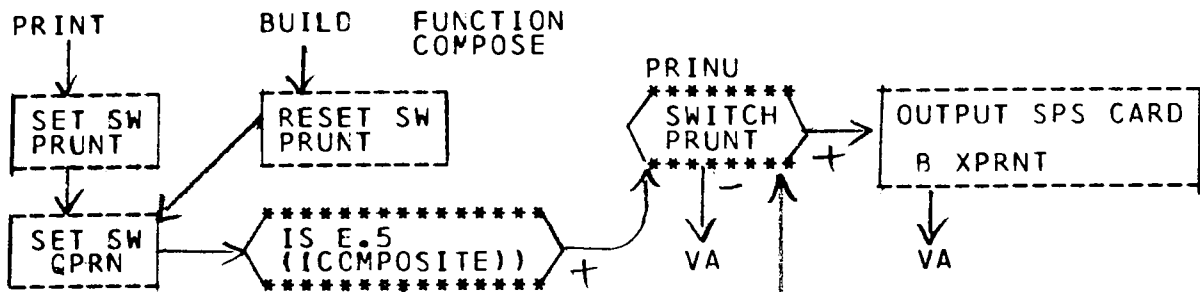 PRINT
BUILD
FUNCTION
COMPOSE
SET SW
PRUNT
RESET SW
PRUNT
PRINU
SWITCH
PRUNT
+
-
OUTPUT SPS CARD
B XPRNT
SET SW
QPRN
IS E.5
(ICCMPOSITE))
+
VA
VA